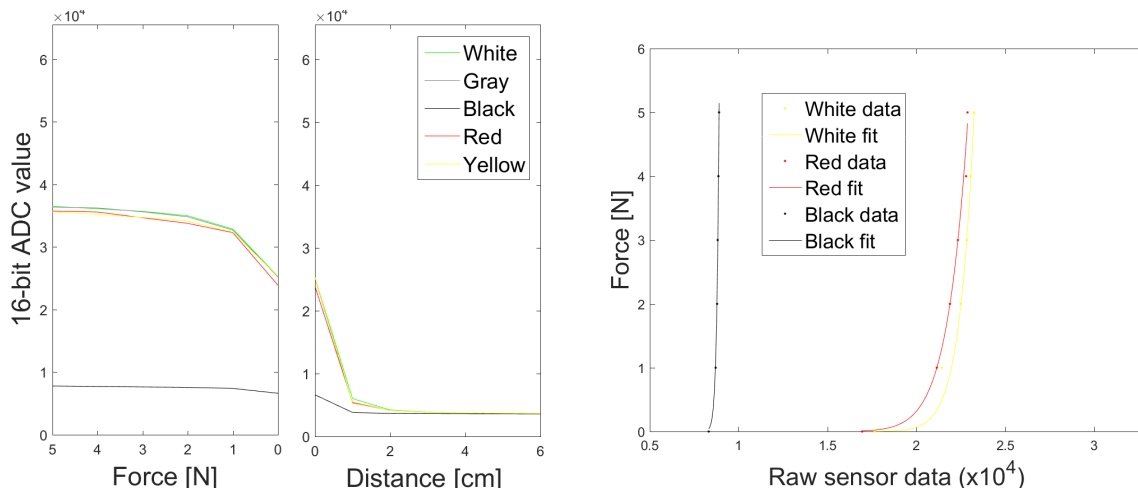 ×10⁴
6
5
4
3
2
1
0
16-bit ADC value
5 4 3 2 1 0
Force [N]
×10⁴
6
5
4
3
2
1
0
0 2 4 6
Distance [cm]
White
Gray
Black
Red
Yellow
6
5
4
3
2
1
0
Force [N]
0.5 1 1.5 2 2.5 3
Raw sensor data (x10⁴)
White data
White fit
Red data
Red fit
Black data
Black fit